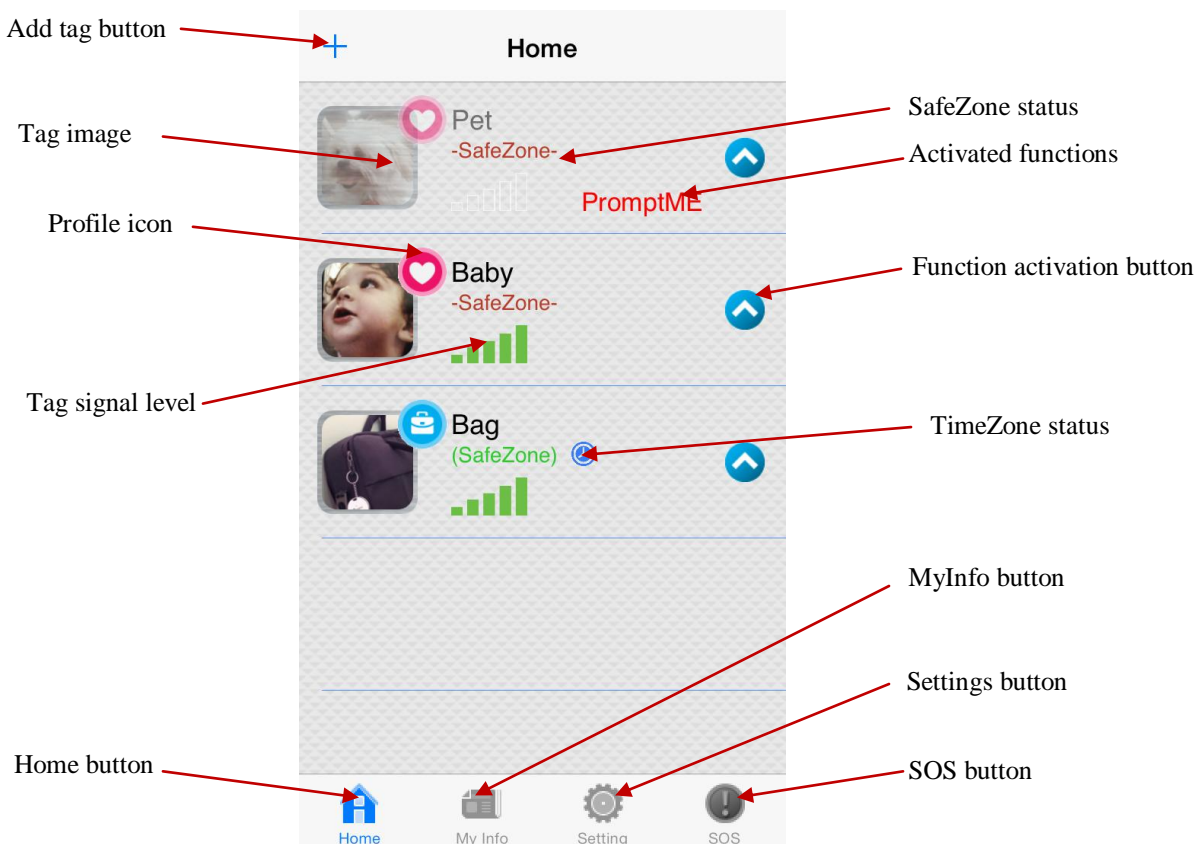 Add tag button
Home
Tag image
Pet
-SafeZone-
PromptME
SafeZone status
Activated functions
Profile icon
Baby
-SafeZone-
Function activation button
Tag signal level
Bag
(SafeZone)
TimeZone status
MyInfo button
Settings button
Home button
SOS button
Home
My Info
Setting
SOS